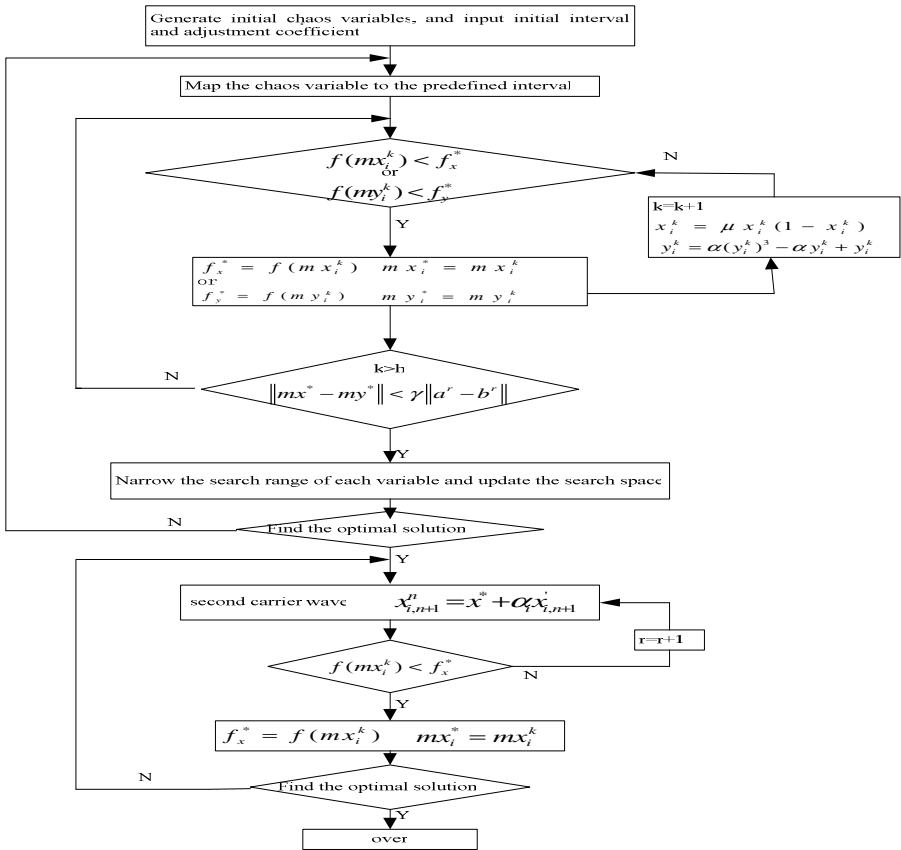 Generate initial chaos variables, and input initial interval
and adjustment coefficient
Map the chaos variable to the predefined interval
f(mx_i^k) < f_x^*
or
f(my_i^k) < f_y^*
N
Y
k=k+1
x_i^k = μ x_i^k (1 − x_i^k)
y_i^k = α(y_i^k)^3 − α y_i^k + y_i^k
f_x^* = f(m x_i^k) m x_i^* = m x_i^k
or
f_y^* = f(m y_i^k) m y_i^* = m y_i^k
k>h
‖mx^* − my^*‖ < γ‖a^r − b^r‖
N
Y
Narrow the search range of each variable and update the search space
Find the optimal solution
N
Y
second carrier wave x_{i,n+1}^n = x^* + α_i x_{i,n+1}^'
r=r+1
f(mx_i^k) < f_x^*
N
Y
f_x^* = f(mx_i^k) mx_i^* = mx_i^k
Find the optimal solution
N
Y
over